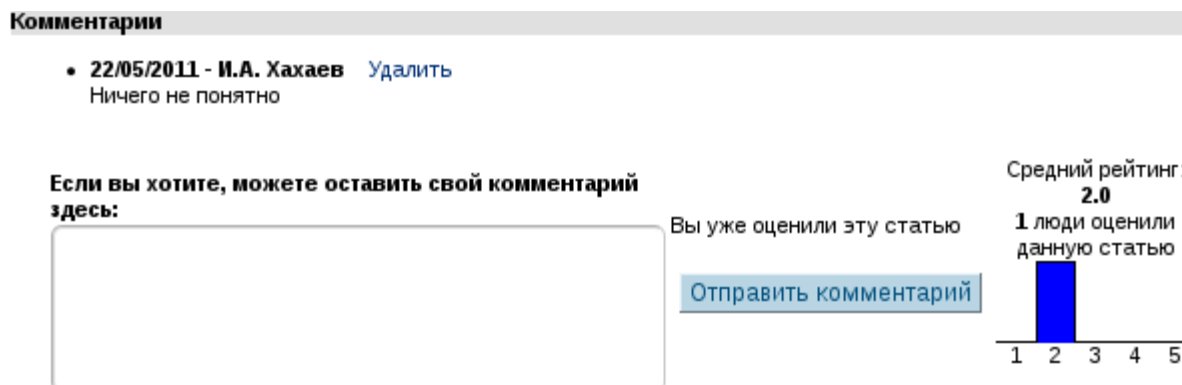 Комментарии
22/05/2011 - И.А. Хахаев Удалить
Ничего не понятно
Если вы хотите, можете оставить свой комментарий
здесь:
Вы уже оценили эту статью
Отправить комментарий
Средний рейтинг:
2.0
1 люди оценили
данную статью
1 2 3 4 5